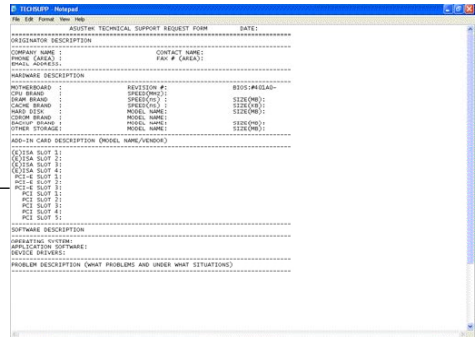 TECHSUPP - Notepad
File Edit Format View Help
ASUSTeK TECHNICAL SUPPORT REQUEST FORM DATE:
ORIGINATOR DESCRIPTION
COMPANY NAME : CONTACT NAME:
PHONE (AREA) : FAX # (AREA):
EMAIL ADDRESS:
HARDWARE DESCRIPTION
MOTHERBOARD : REVISION #: BIOS:#401A0-
CPU BRAND : SPEED(MHz):
DRAM BRAND : SPEED(ns) : SIZE(MB):
CACHE BRAND : SPEED(ns) : SIZE(KB):
HARD DISK : MODEL NAME: SIZE(MB):
CDROM BRAND : MODEL NAME: SIZE(MB):
BACKUP BRAND : MODEL NAME: SIZE(MB):
OTHER STORAGE: MODEL NAME: SIZE(MB):
ADD-IN CARD DESCRIPTION (MODEL NAME/VENDOR)
(E)ISA SLOT 1:
(E)ISA SLOT 2:
(E)ISA SLOT 3:
(E)ISA SLOT 4:
PCI-E SLOT 1:
PCI-E SLOT 2:
PCI-E SLOT 3:
PCI SLOT 1:
PCI SLOT 2:
PCI SLOT 3:
PCI SLOT 4:
PCI SLOT 5:
SOFTWARE DESCRIPTION
OPERATING SYSTEM:
APPLICATION SOFTWARE:
DEVICE DRIVERS:
PROBLEM DESCRIPTION (WHAT PROBLEMS AND UNDER WHAT SITUATIONS)